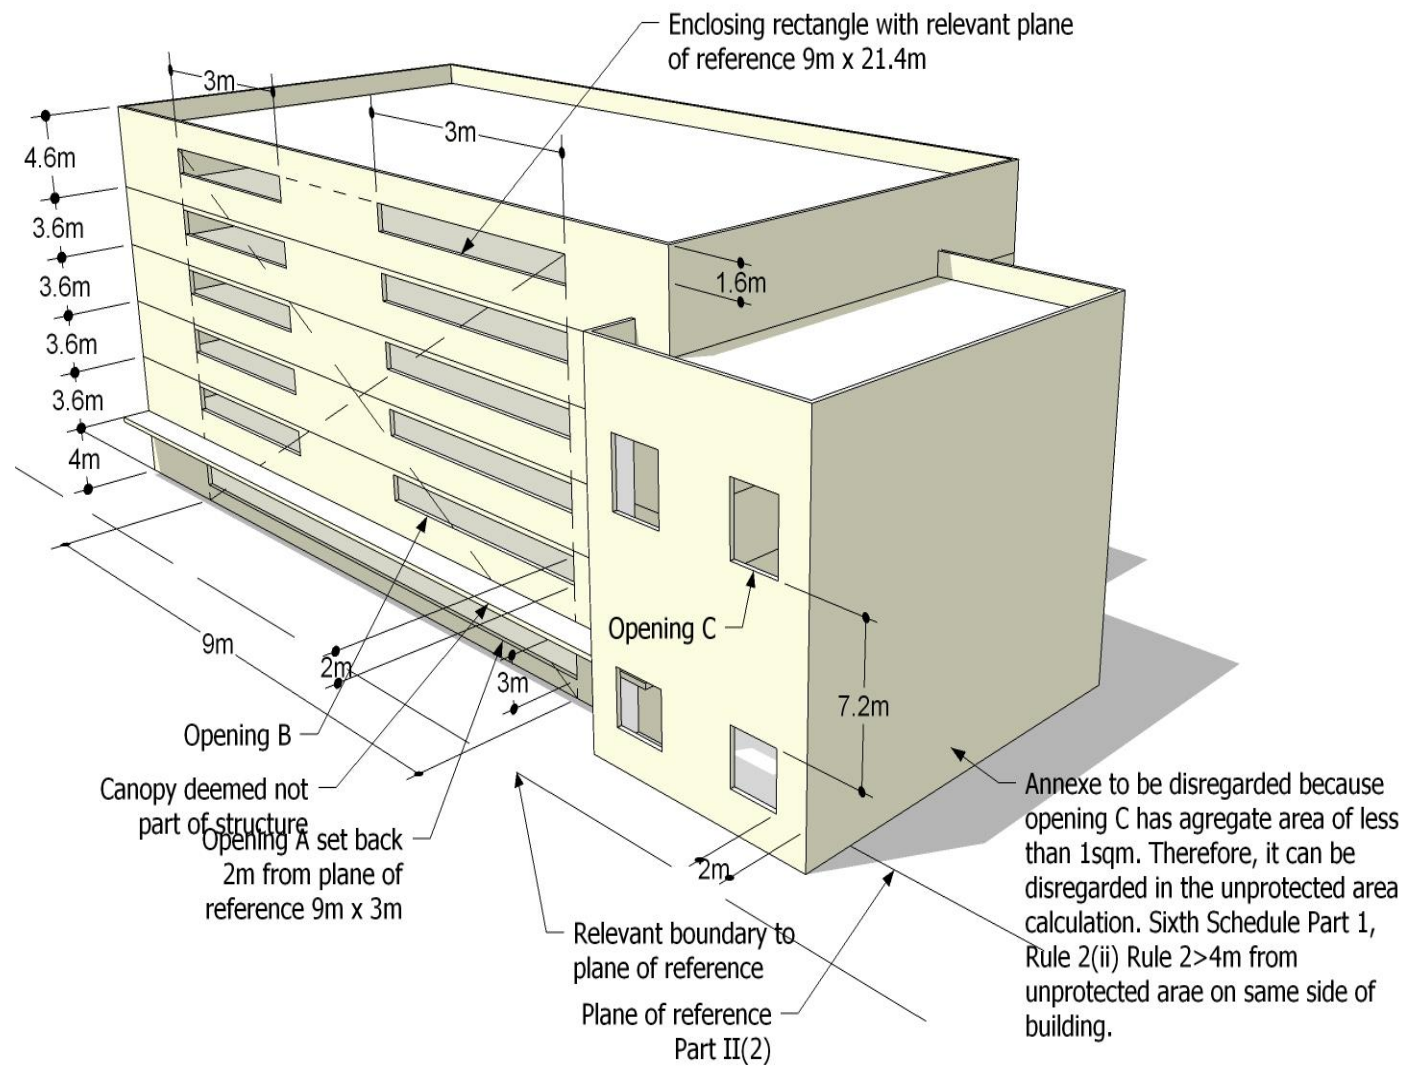 Enclosing rectangle with relevant plane
of reference 9m x 21.4m
3m
3m
4.6m
3.6m
3.6m
3.6m
3.6m
4m
1.6m
9m
2m
3m
Opening C
7.2m
2m
Opening B
Canopy deemed not
part of structure
Opening A set back
2m from plane of
reference 9m x 3m
Relevant boundary to
plane of reference
Plane of reference
Part II(2)
Annexe to be disregarded because
opening C has agregate area of less
than 1sqm. Therefore, it can be
disregarded in the unprotected area
calculation. Sixth Schedule Part 1,
Rule 2(ii) Rule 2>4m from
unprotected arae on same side of
building.